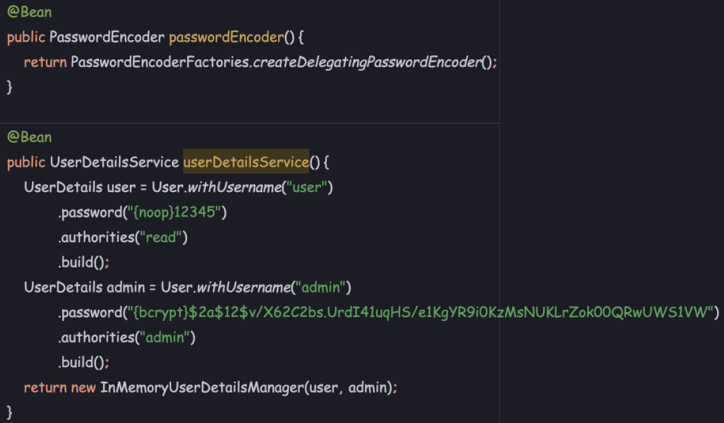 @Bean
public PasswordEncoder passwordEncoder() {
return PasswordEncoderFactories.createDelegatingPasswordEncoder();
}
@Bean
public UserDetailsService userDetailsService() {
UserDetails user = User.withUsername("user")
.password("{noop}12345")
.authorities("read")
.build();
UserDetails admin = User.withUsername("admin")
.password("{bcrypt}$2a$12$v/X62C2bs.UrdI41uqHS/e1KgYR9i0KzMsNUKLrZok00QRwUWS1VW")
.authorities("admin")
.build();
return new InMemoryUserDetailsManager(user, admin);
}